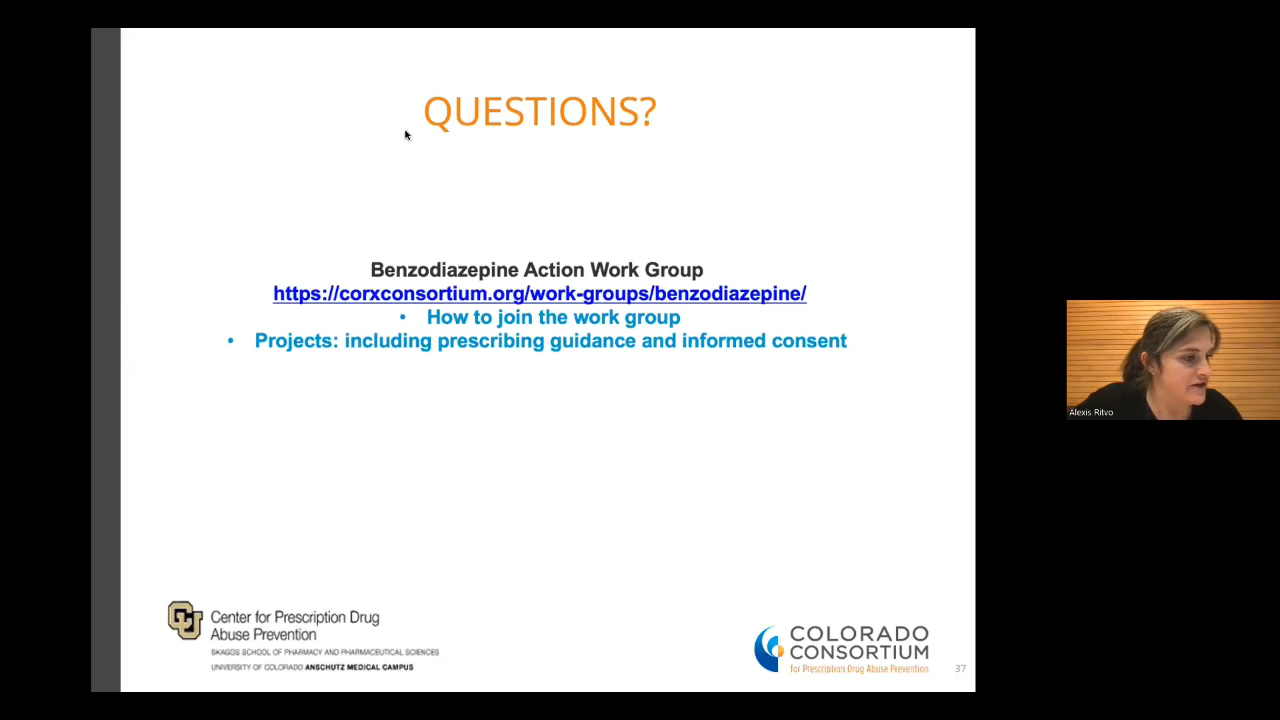 QUESTIONS?
Benzodiazepine Action Work Group
https://corxconsortium.org/work-groups/benzodiazepine/
• How to join the work group
• Projects: including prescribing guidance and informed consent
Alexis Ritvo
CU
Center for Prescription Drug
Abuse Prevention
SKAGGS SCHOOL OF PHARMACY AND PHARMACEUTICAL SCIENCES
UNIVERSITY OF COLORADO ANSCHUTZ MEDICAL CAMPUS
COLORADO
CONSORTIUM
for Prescription Drug Abuse Prevention
37